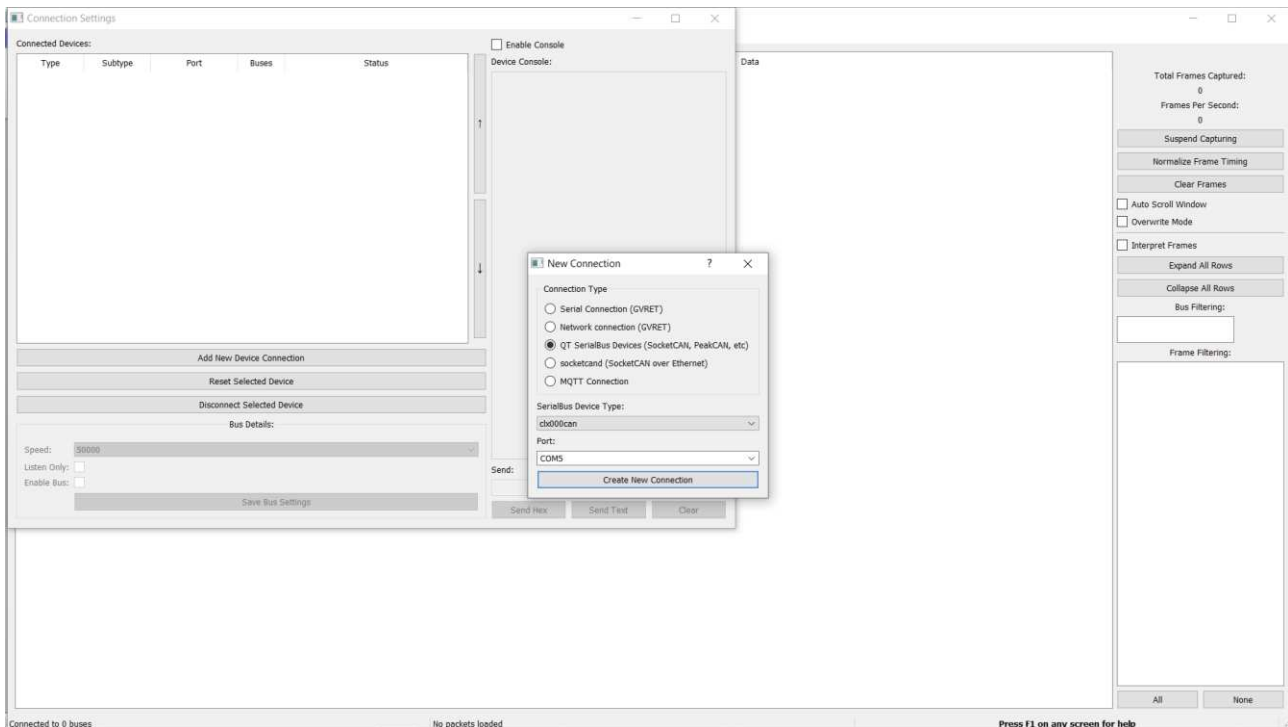 Connection Settings
Connected Devices:
Type Subtype Port Buses Status
↑
↓
Add New Device Connection
Reset Selected Device
Disconnect Selected Device
Bus Details:
Speed: 50000
Listen Only:
Enable Bus:
Save Bus Settings
Enable Console
Device Console:
Send:
Send Hex Send Text Clear
New Connection ?
Connection Type
Serial Connection (GVRET)
Network connection (GVRET)
QT SerialBus Devices (SocketCAN, PeakCAN, etc)
socketcand (SocketCAN over Ethernet)
MQTT Connection
SerialBus Device Type:
clx000can
Port:
COM5
Create New Connection
Data
Total Frames Captured:
0
Frames Per Second:
0
Suspend Capturing
Normalize Frame Timing
Clear Frames
Auto Scroll Window
Overwrite Mode
Interpret Frames
Expand All Rows
Collapse All Rows
Bus Filtering:
Frame Filtering:
All None
Connected to 0 buses No packets loaded Press F1 on any screen for help